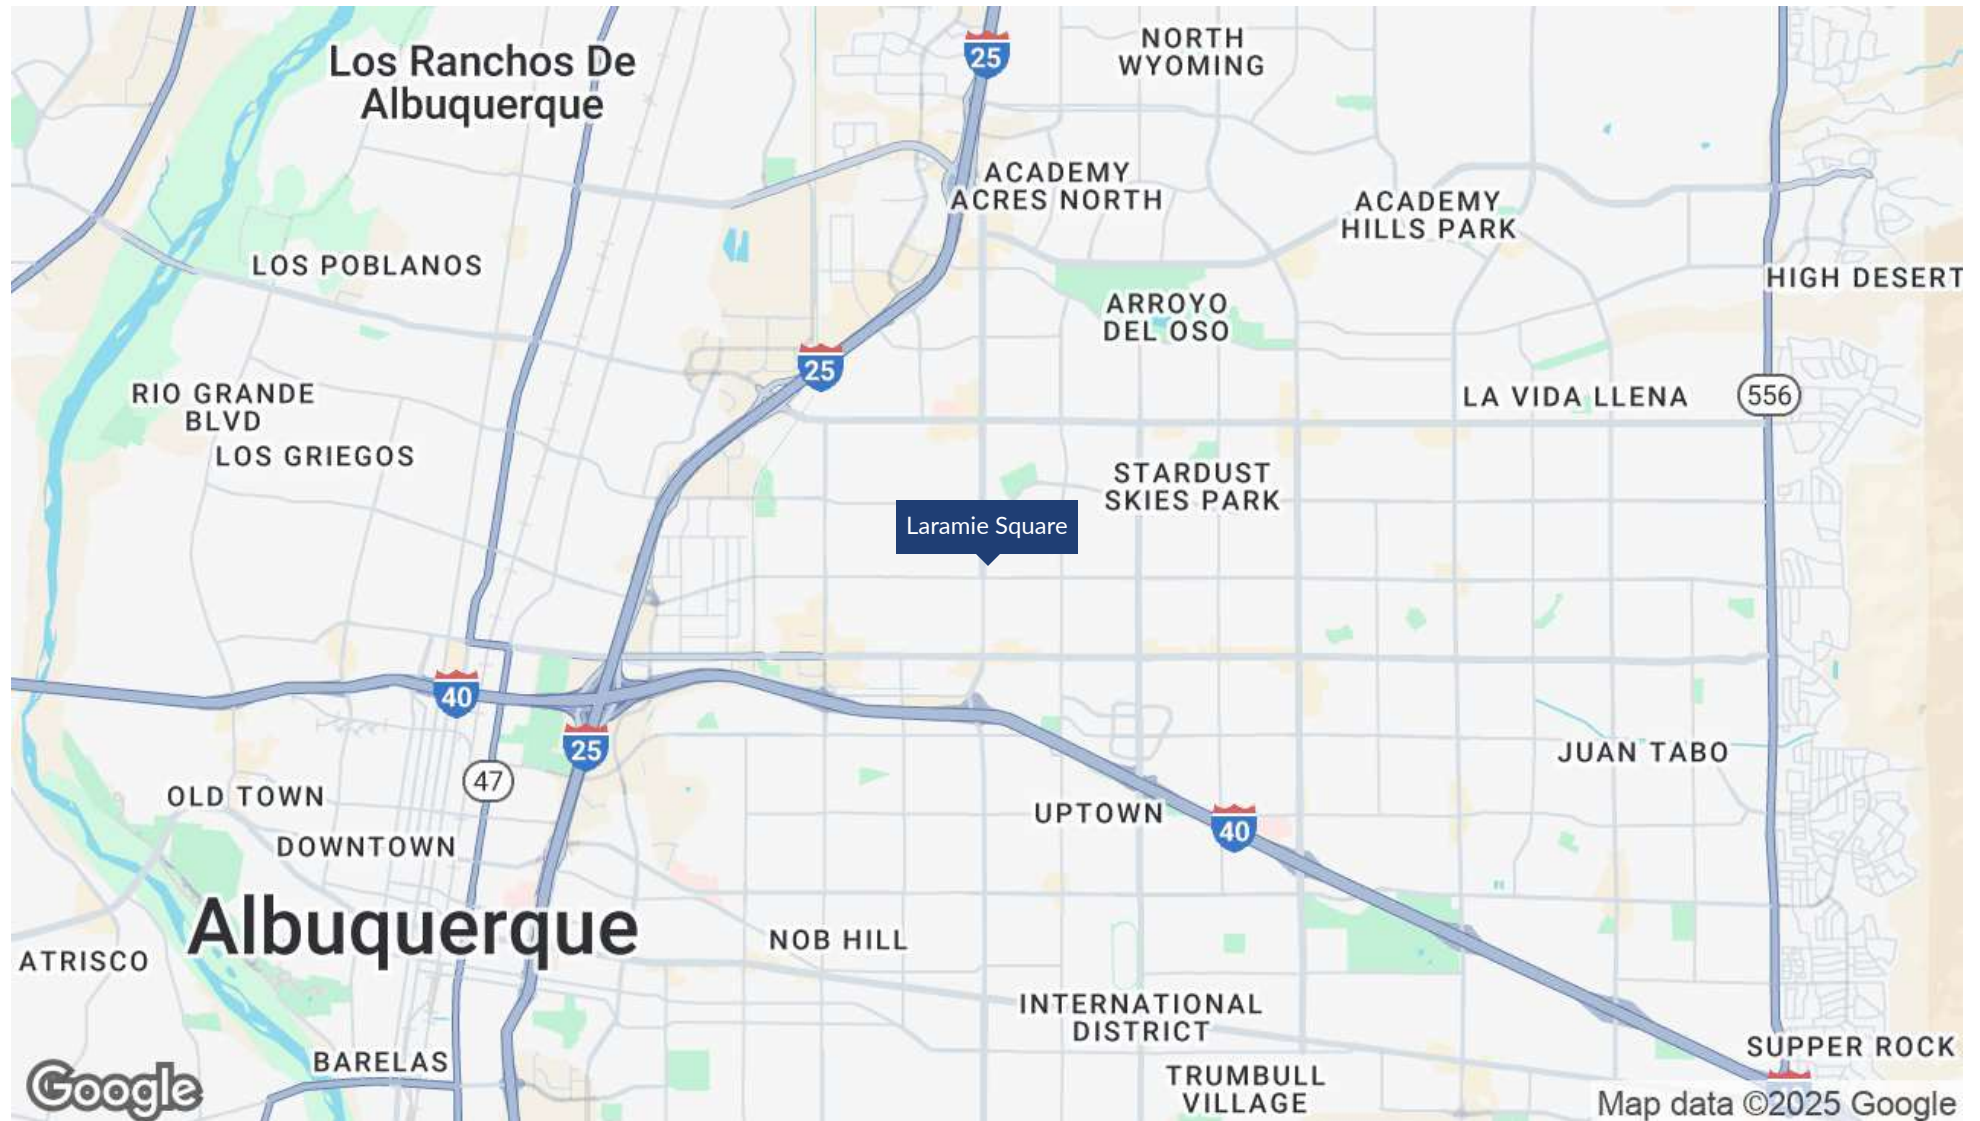 Los Ranchos De
Albuquerque
25
NORTH
WYOMING
ACADEMY
ACRES NORTH
ACADEMY
HILLS PARK
LOS POBLANOS
HIGH DESERT
ARROYO
DEL OSO
25
RIO GRANDE
BLVD
LA VIDA LLENA
556
LOS GRIEGOS
STARDUST
SKIES PARK
Laramie Square
40
25
JUAN TABO
47
OLD TOWN
UPTOWN
40
DOWNTOWN
Albuquerque
NOB HILL
ATRISCO
INTERNATIONAL
DISTRICT
SUPPER ROCK
BARELAS
TRUMBULL
VILLAGE
Google
Map data ©2025 Google